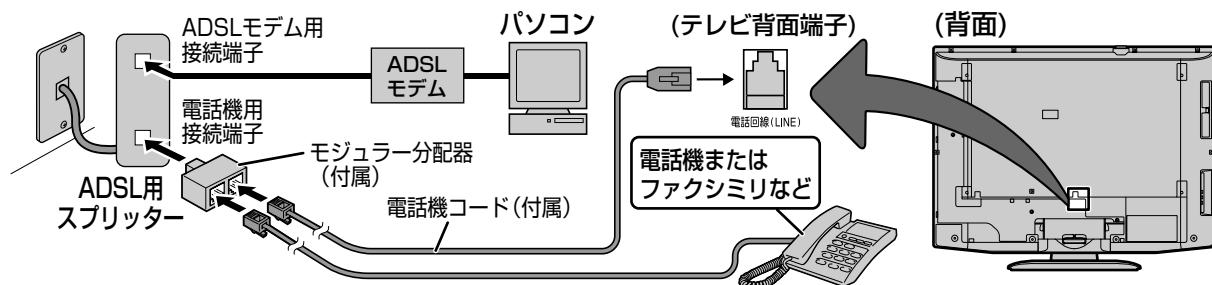 ADSLモデム用
接続端子
電話機用
接続端子
ADSL用
スプリッター
モジュラー分配器
（付属）
電話機コード（付属）
ADSL
モデム
パソコン
(テレビ背面端子)
電話回線(LINE)
電話機または
ファクシミリなど
(背面)